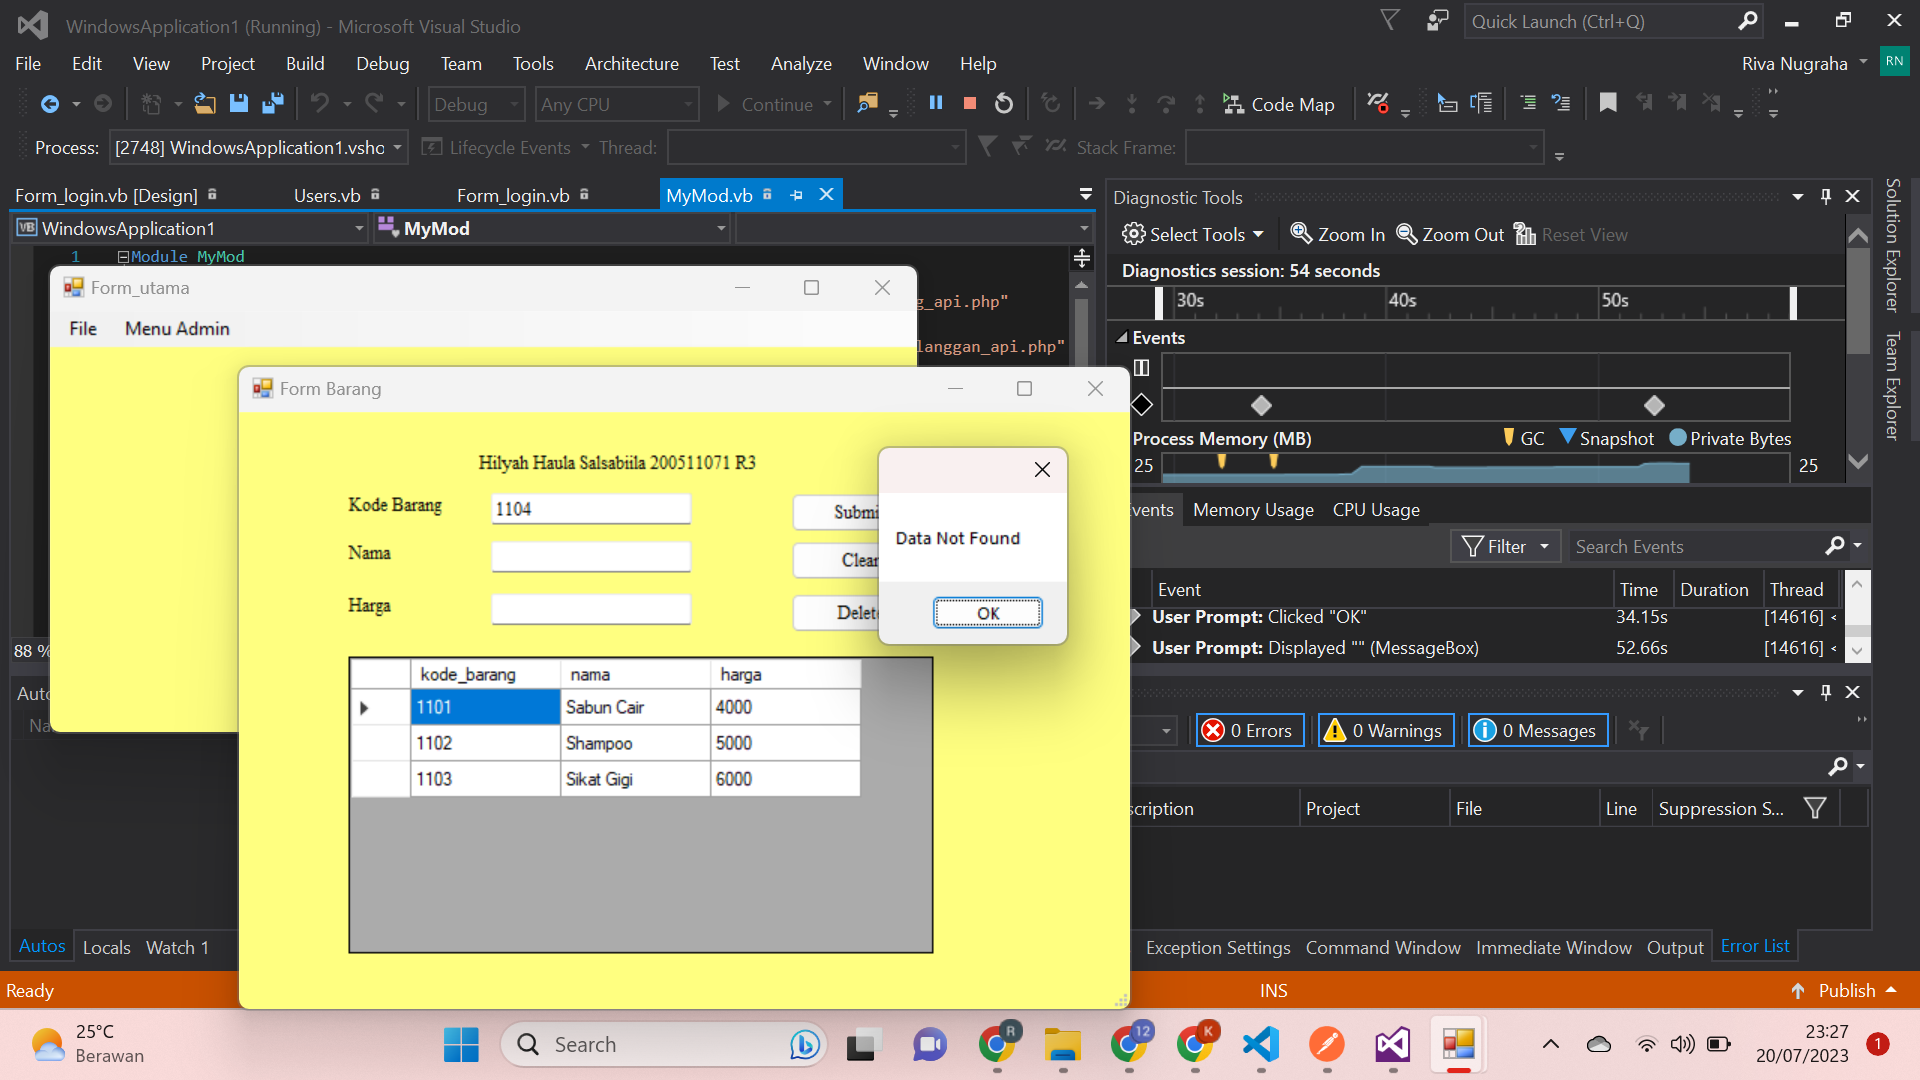 WindowsApplication1 (Running) - Microsoft Visual Studio
Quick Launch (Ctrl+Q)
File Edit View Project Build Debug Team Tools Architecture Test Analyze Window Help
Riva Nugraha RN
Debug Any CPU Continue Code Map
Process: [2748] WindowsApplication1.vsho Lifecycle Events Thread: Stack Frame:
Form_login.vb [Design] Users.vb Form_login.vb MyMod.vb
VB WindowsApplication1 MyMod
1 Module MyMod
g_api.php"
langgan_api.php"
88 %
Form_utama
File Menu Admin
Form Barang
Hilyah Haula Salsabiila 200511071 R3
Kode Barang 1104 Submi
Nama Clear
Harga Delete
Data Not Found
OK
kode_barang nama harga
1101 Sabun Cair 4000
1102 Shampoo 5000
1103 Sikat Gigi 6000
Auto
Na
Autos Locals Watch 1
Diagnostic Tools
Select Tools Zoom In Zoom Out Reset View
Diagnostics session: 54 seconds
30s 40s 50s
Events
Process Memory (MB) GC Snapshot Private Bytes
25 25
vents Memory Usage CPU Usage
Filter Search Events
Event Time Duration Thread
User Prompt: Clicked "OK" 34.15s [14616]
User Prompt: Displayed "" (MessageBox) 52.66s [14616]
0 Errors 0 Warnings 0 Messages
scription Project File Line Suppression S...
Exception Settings Command Window Immediate Window Output Error List
Solution Explorer
Team Explorer
Ready INS Publish
25°C
Berawan
Search
R 12 K
23:27
20/07/2023
1